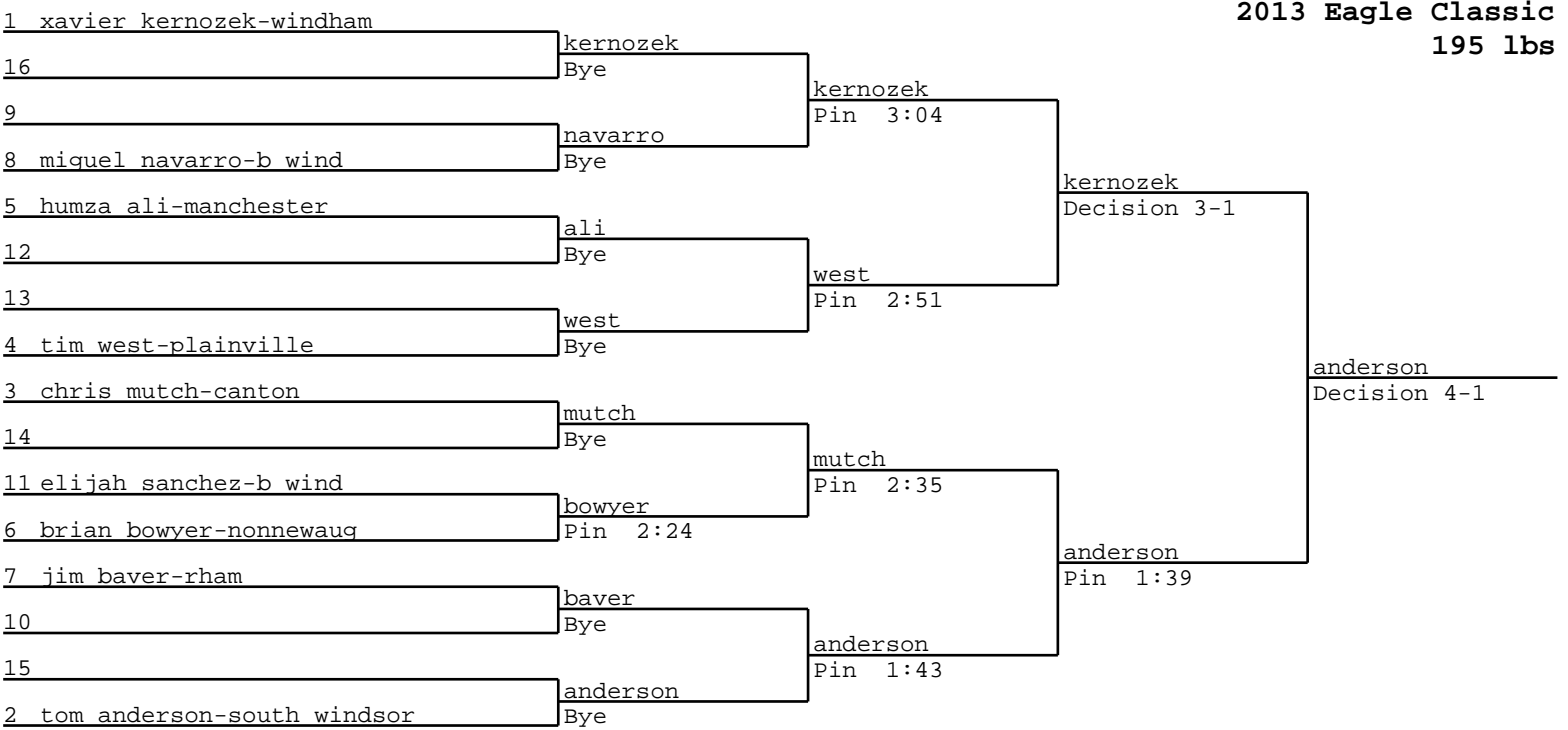 2013 Eagle Classic
195 lbs
1 xavier kernozek-windham
16
9
8 miguel navarro-b wind
5 humza ali-manchester
12
13
4 tim west-plainville
3 chris mutch-canton
14
11 elijah sanchez-b wind
6 brian bowyer-nonnewaug
7 jim baver-rham
10
15
2 tom anderson-south windsor
kernozek
Bye
navarro
Bye
ali
Bye
west
Bye
mutch
Bye
bowyer
Pin 2:24
baver
Bye
anderson
Bye
kernozek
Pin 3:04
west
Pin 2:51
mutch
Pin 2:35
anderson
Pin 1:43
kernozek
Decision 3-1
anderson
Pin 1:39
anderson
Decision 4-1